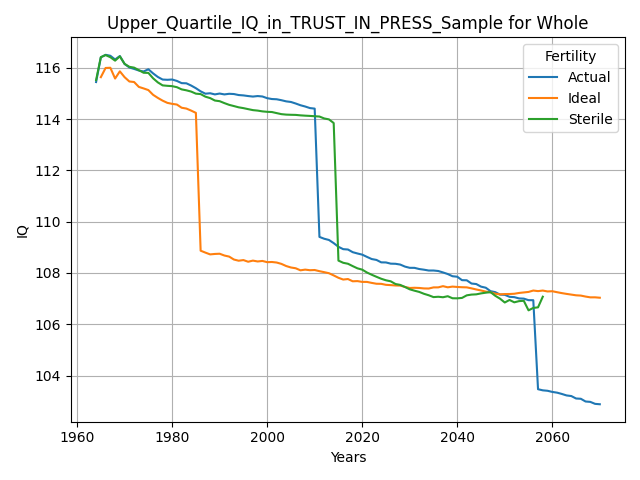 Upper_Quartile_IQ_in_TRUST_IN_PRESS_Sample for Whole
Fertility
Actual
Ideal
Sterile
IQ
116
114
112
110
108
106
104
1960
1980
2000
2020
2040
2060
Years